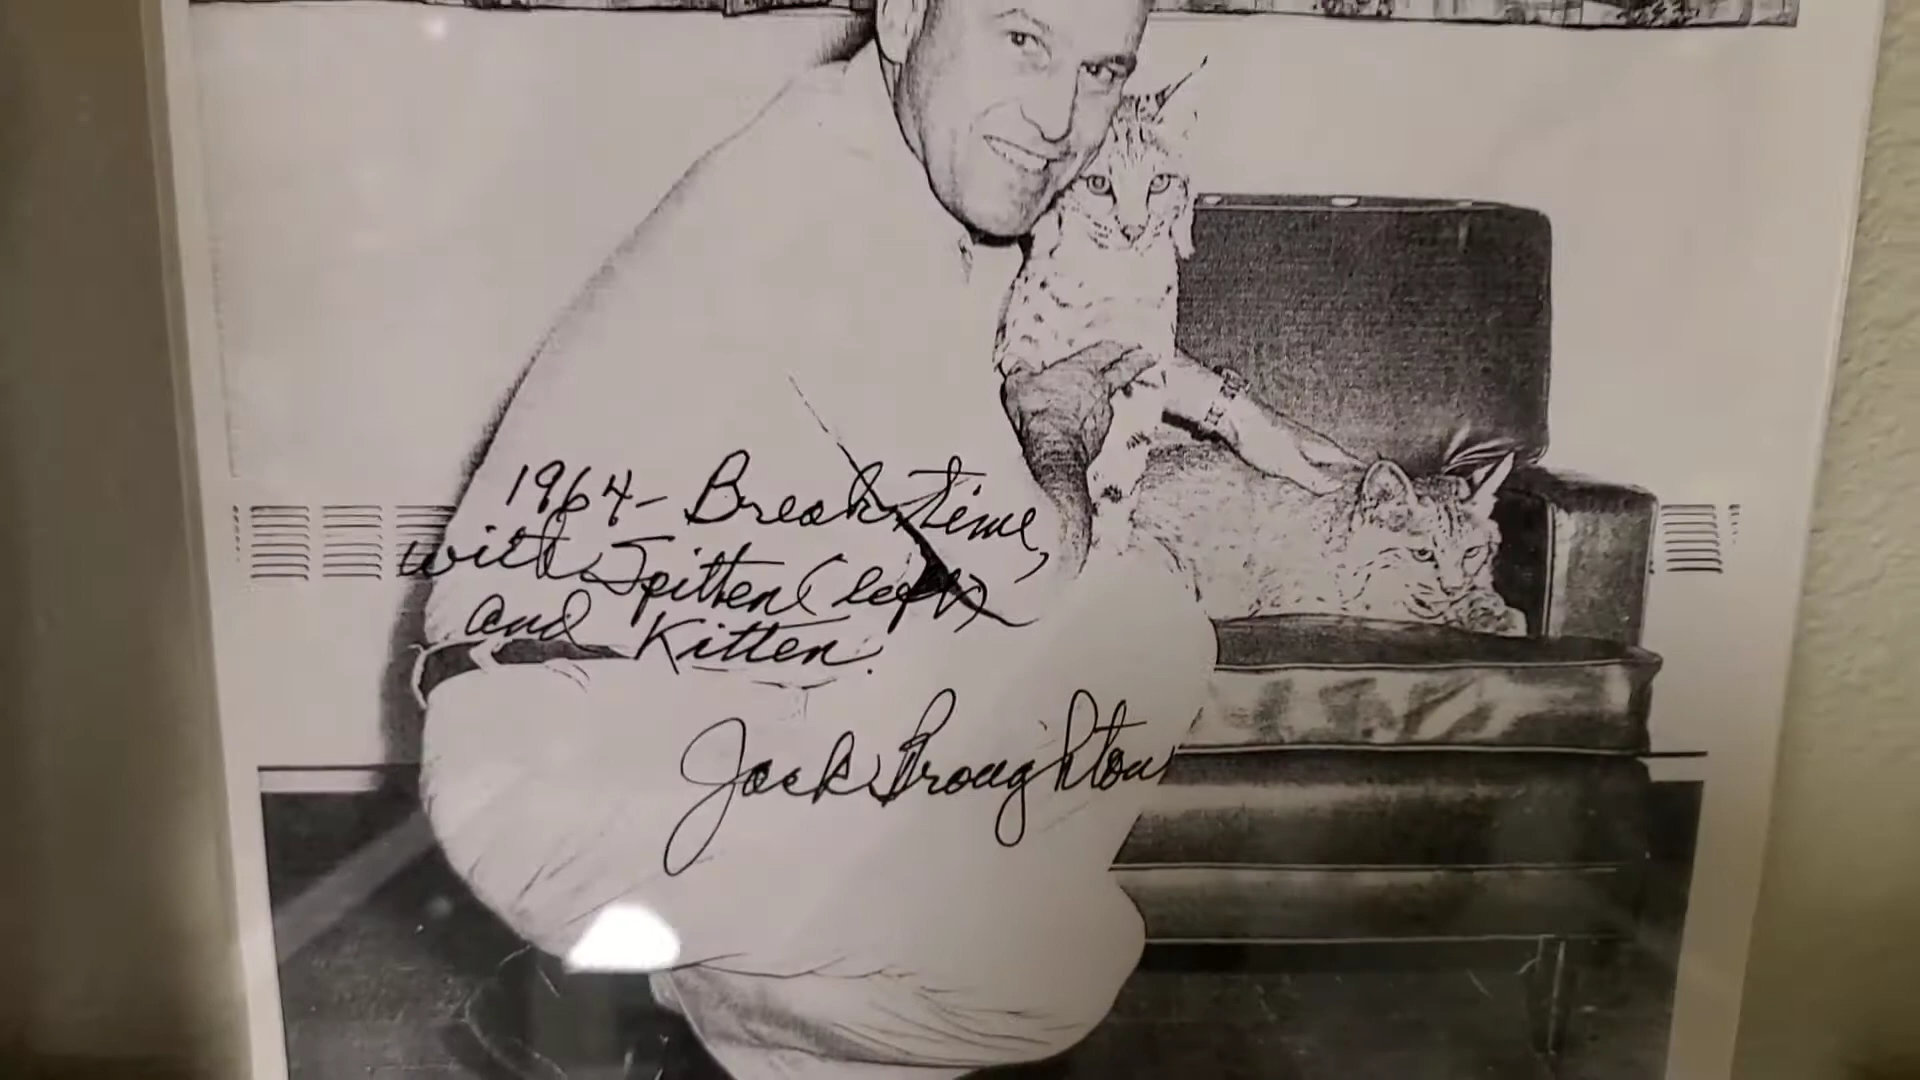 1964 - Break time,
with Spitten (left)
and Kitten.
Jack Broughton